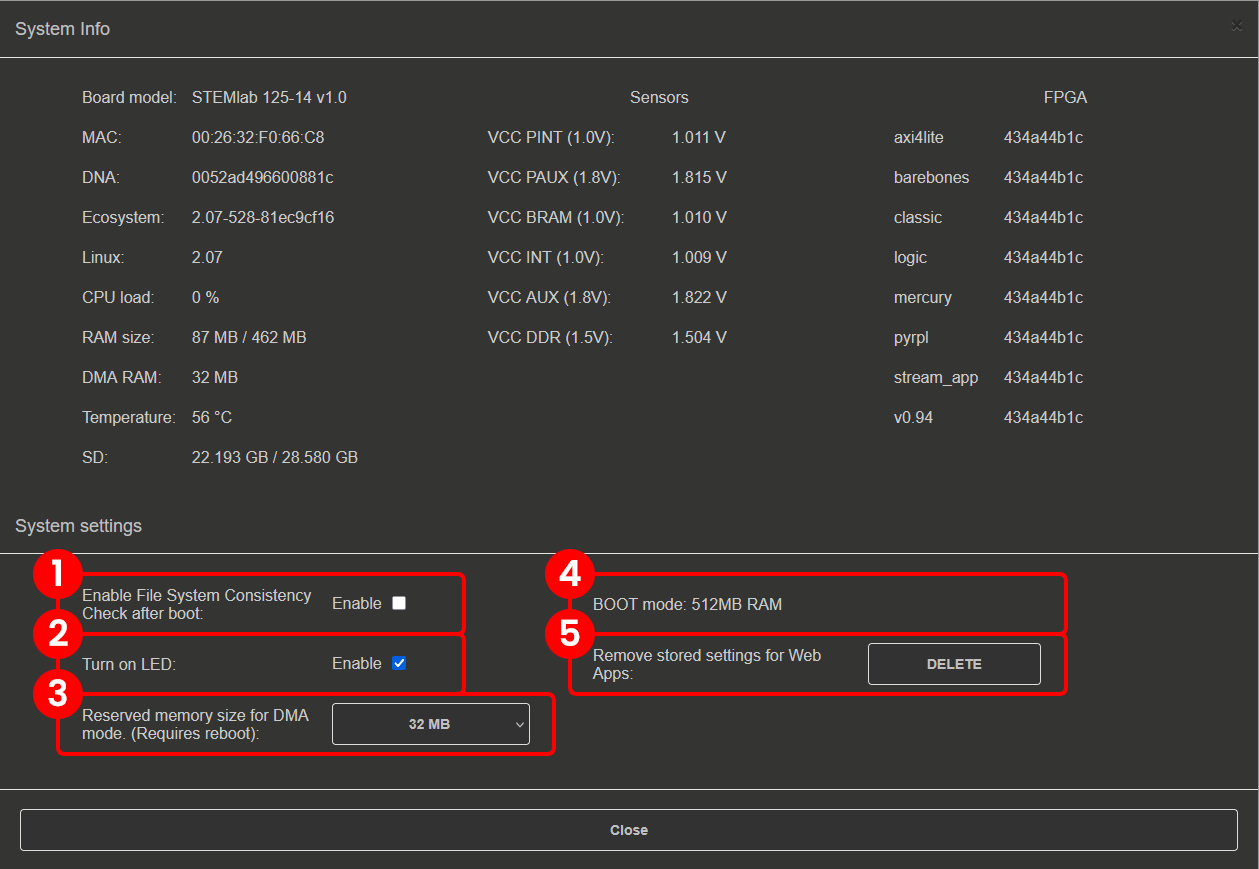 System Info
×
Board model: STEMlab 125-14 v1.0
MAC: 00:26:32:F0:66:C8
DNA: 0052ad496600881c
Ecosystem: 2.07-528-81ec9cf16
Linux: 2.07
CPU load: 0 %
RAM size: 87 MB / 462 MB
DMA RAM: 32 MB
Temperature: 56 °C
SD: 22.193 GB / 28.580 GB
Sensors
VCC PINT (1.0V): 1.011 V
VCC PAUX (1.8V): 1.815 V
VCC BRAM (1.0V): 1.010 V
VCC INT (1.0V): 1.009 V
VCC AUX (1.8V): 1.822 V
VCC DDR (1.5V): 1.504 V
FPGA
axi4lite 434a44b1c
barebones 434a44b1c
classic 434a44b1c
logic 434a44b1c
mercury 434a44b1c
pyrpl 434a44b1c
stream_app 434a44b1c
v0.94 434a44b1c
System settings
1
Enable File System Consistency
Check after boot:
Enable
2
Turn on LED:
Enable
3
Reserved memory size for DMA
mode. (Requires reboot):
32 MB
4
BOOT mode: 512MB RAM
5
Remove stored settings for Web
Apps:
DELETE
Close